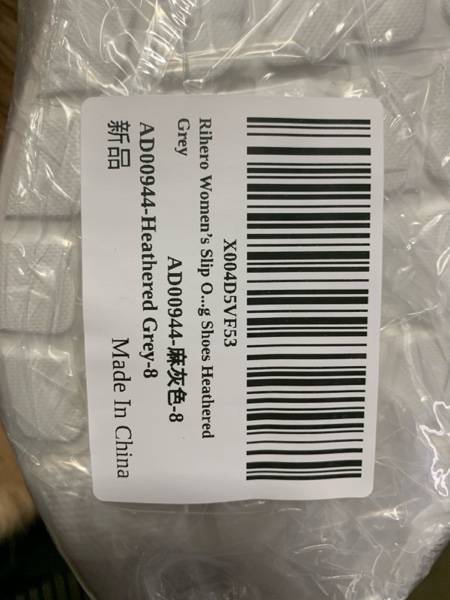 X004D5VF53
Rihero Women's Slip O...g Shoes Heathered
Grey
AD00944-麻灰色-8
AD00944-Heathered Grey-8
新品 Made In China